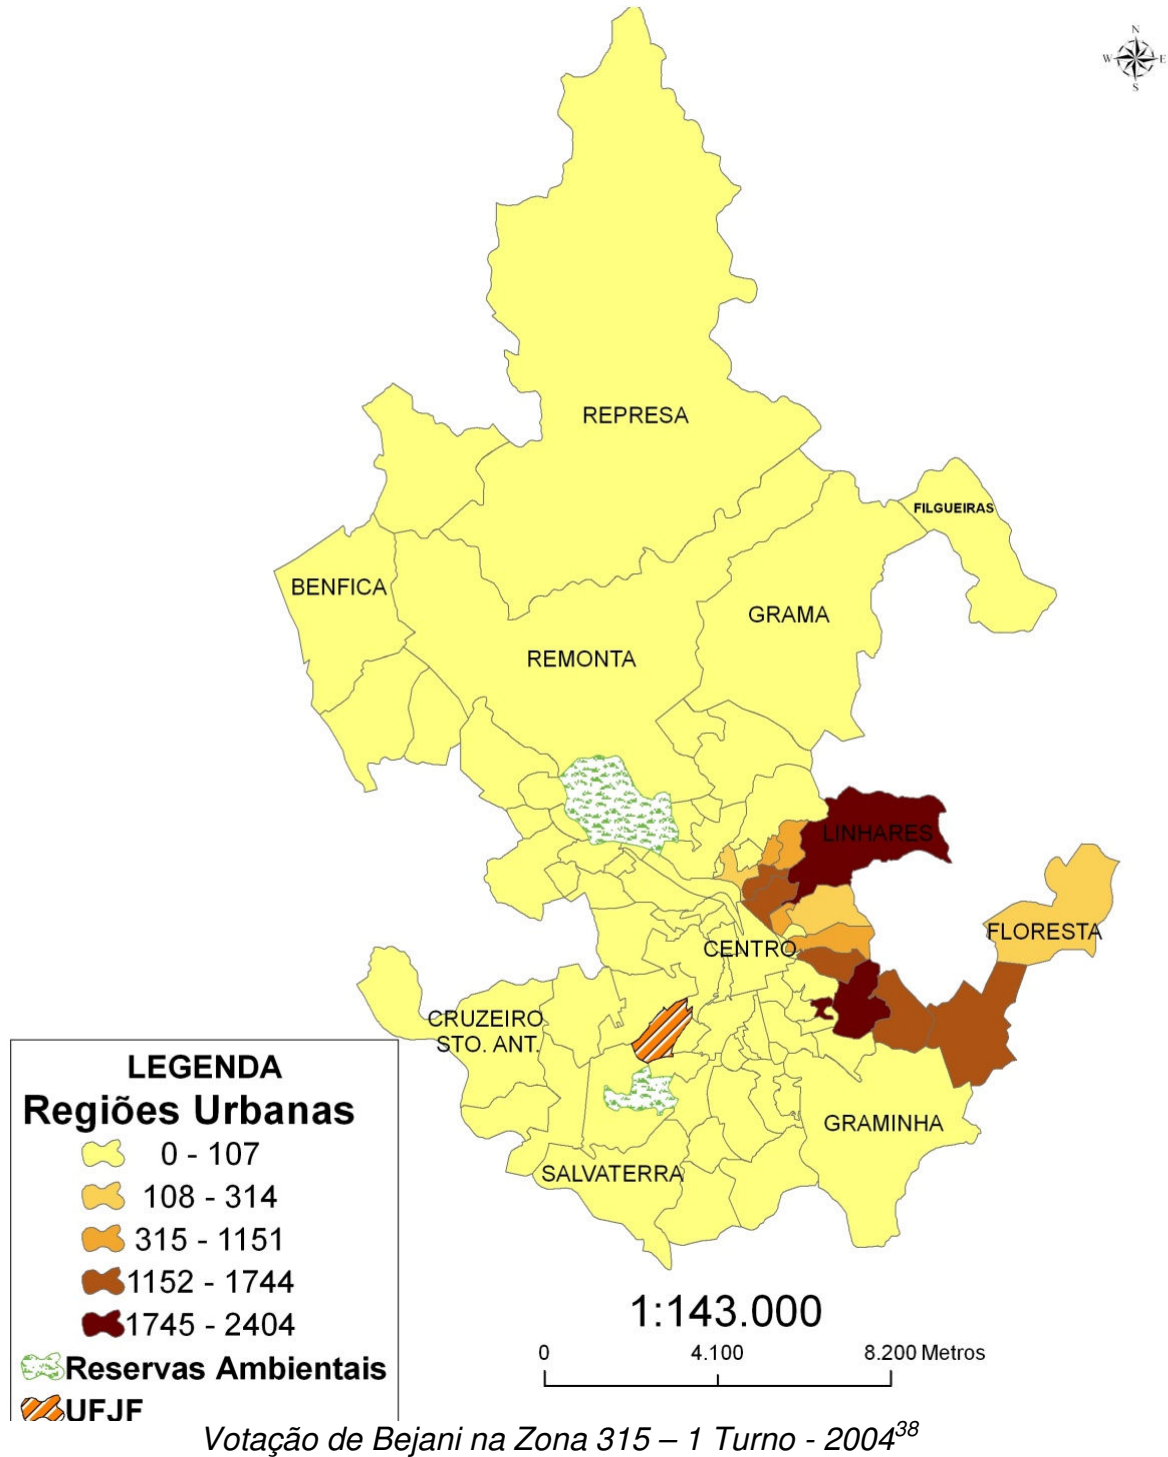 N
W E
S
REPRESA
FILGUEIRAS
BENFICA
GRAMA
REMONTA
LINHARES
FLORESTA
CENTRO
CRUZEIRO
STO. ANT.
GRAMINHA
SALVATERRA
LEGENDA
Regiões Urbanas
0 - 107
108 - 314
315 - 1151
1152 - 1744
1745 - 2404
Reservas Ambientais
UFJF
1:143.000
0 4.100 8.200 Metros
Votação de Bejani na Zona 315 – 1 Turno - 2004³⁸